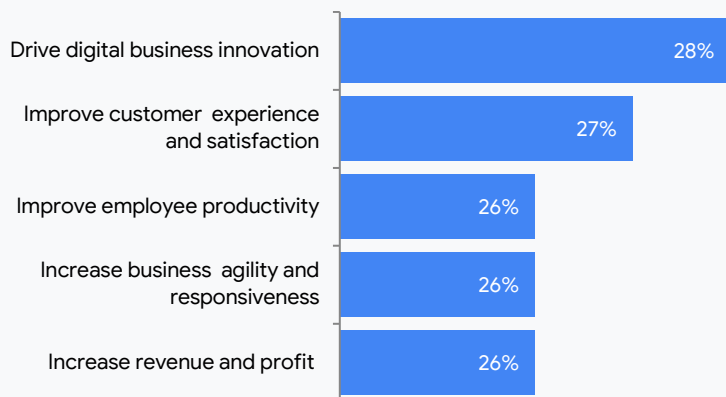 Drive digital business innovation
28%
Improve customer  experience
and satisfaction
27%
Improve employee productivity
26%
Increase business  agility and
responsiveness
26%
Increase revenue and profit
26%